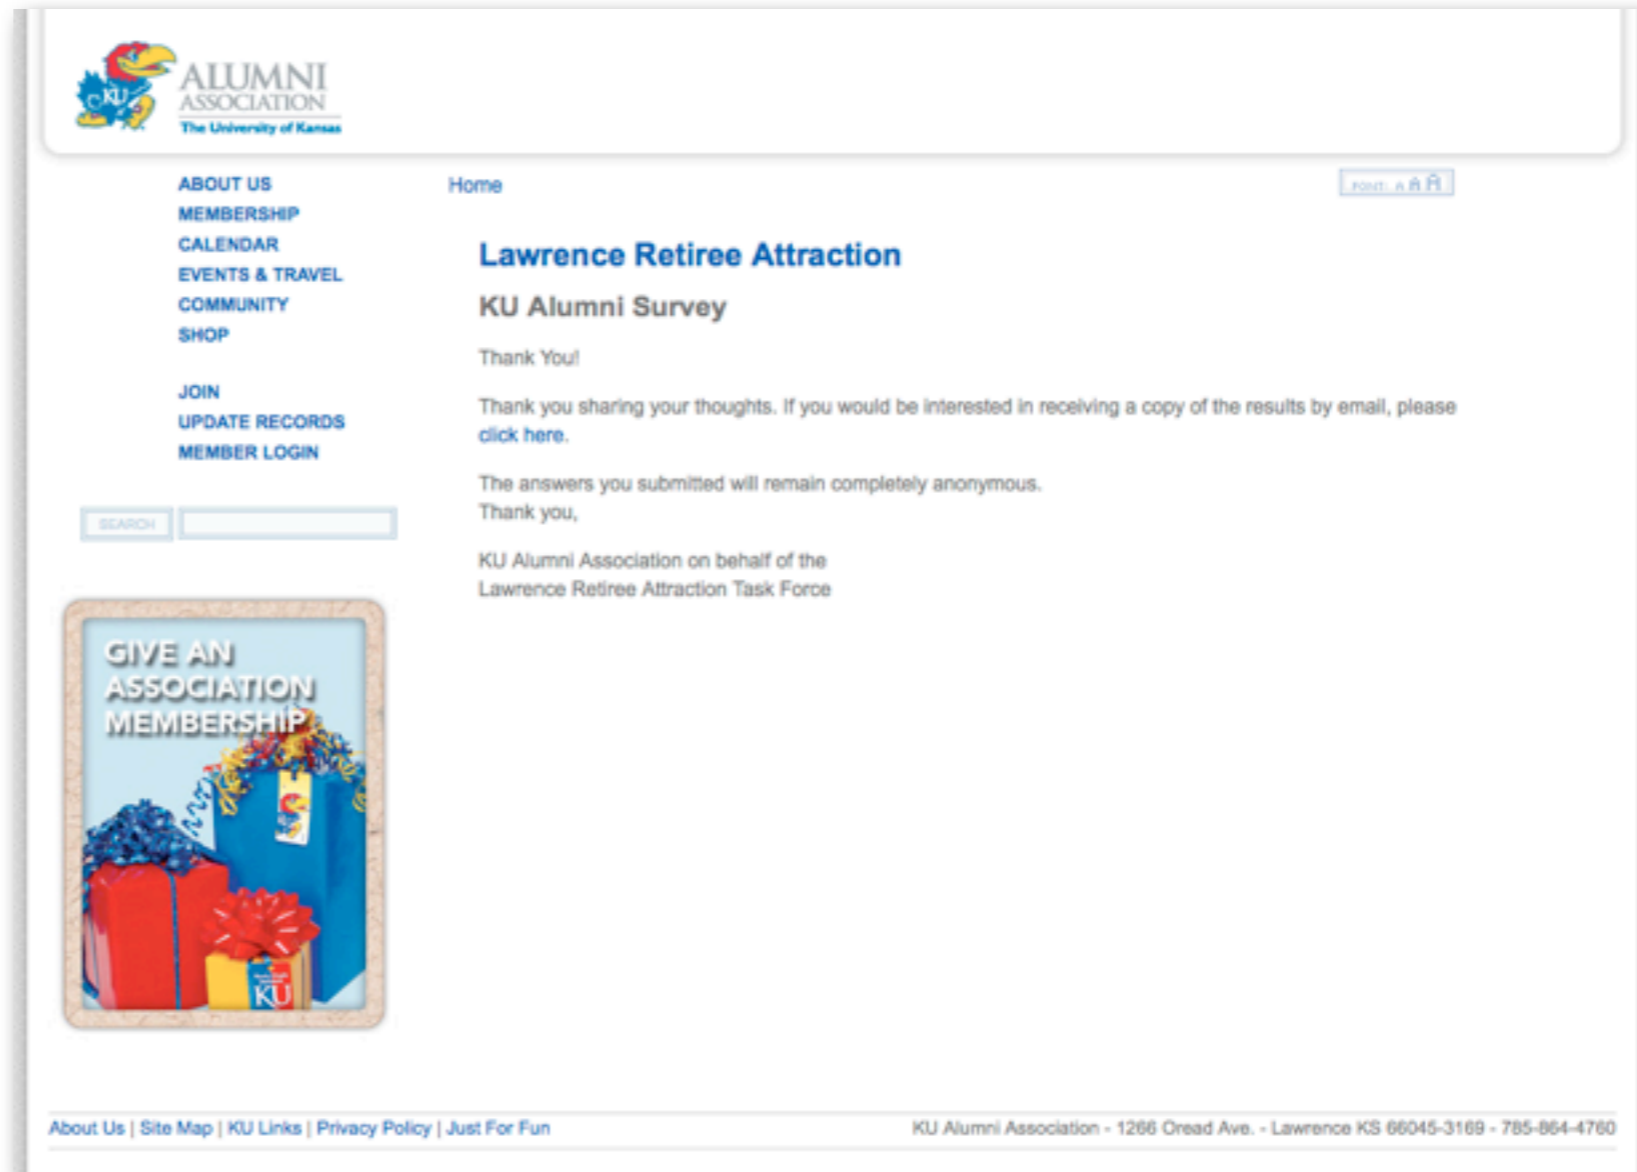 KU
ALUMNI
ASSOCIATION
The University of Kansas
ABOUT US
MEMBERSHIP
CALENDAR
EVENTS & TRAVEL
COMMUNITY
SHOP
JOIN
UPDATE RECORDS
MEMBER LOGIN
SEARCH
GIVE AN
ASSOCIATION
MEMBERSHIP
KU
Home
FONT: A A A
Lawrence Retiree Attraction
KU Alumni Survey
Thank You!
Thank you sharing your thoughts. If you would be interested in receiving a copy of the results by email, please
click here.
The answers you submitted will remain completely anonymous.
Thank you,
KU Alumni Association on behalf of the
Lawrence Retiree Attraction Task Force
About Us | Site Map | KU Links | Privacy Policy | Just For Fun
KU Alumni Association - 1266 Oread Ave. - Lawrence KS 66045-3169 - 785-864-4760